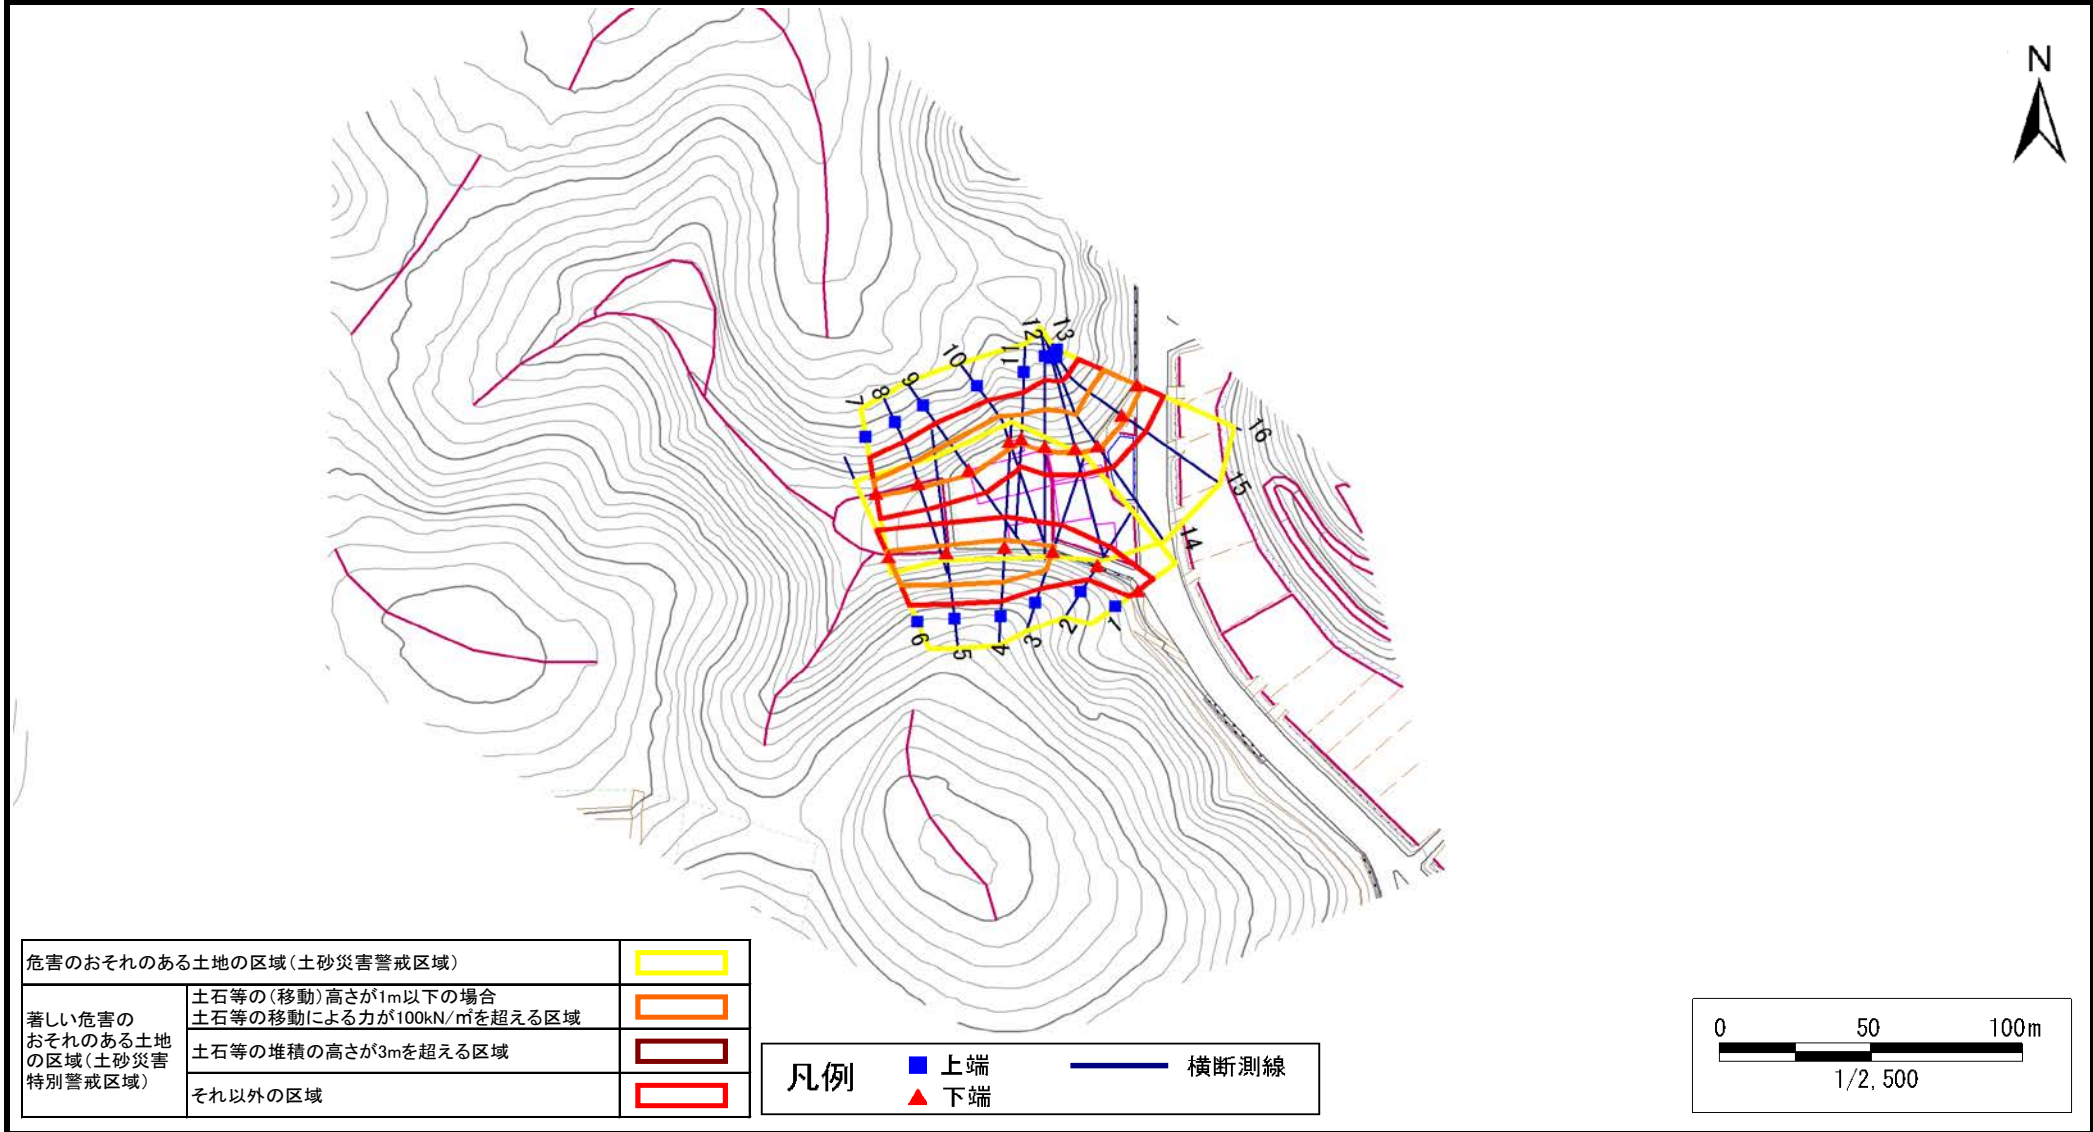 N
12
13
11
10
9
8
7
16
15
14
6
5
4
3
2
1
危害のおそれのある土地の区域(土砂災害警戒区域)
著しい危害の
おそれのある土地
の区域(土砂災害
特別警戒区域)
土石等の(移動)高さが1m以下の場合
土石等の移動による力が100kN/㎡を超える区域
土石等の堆積の高さが3mを超える区域
それ以外の区域
凡例
上端
下端
横断測線
0 50 100m
1/2,500